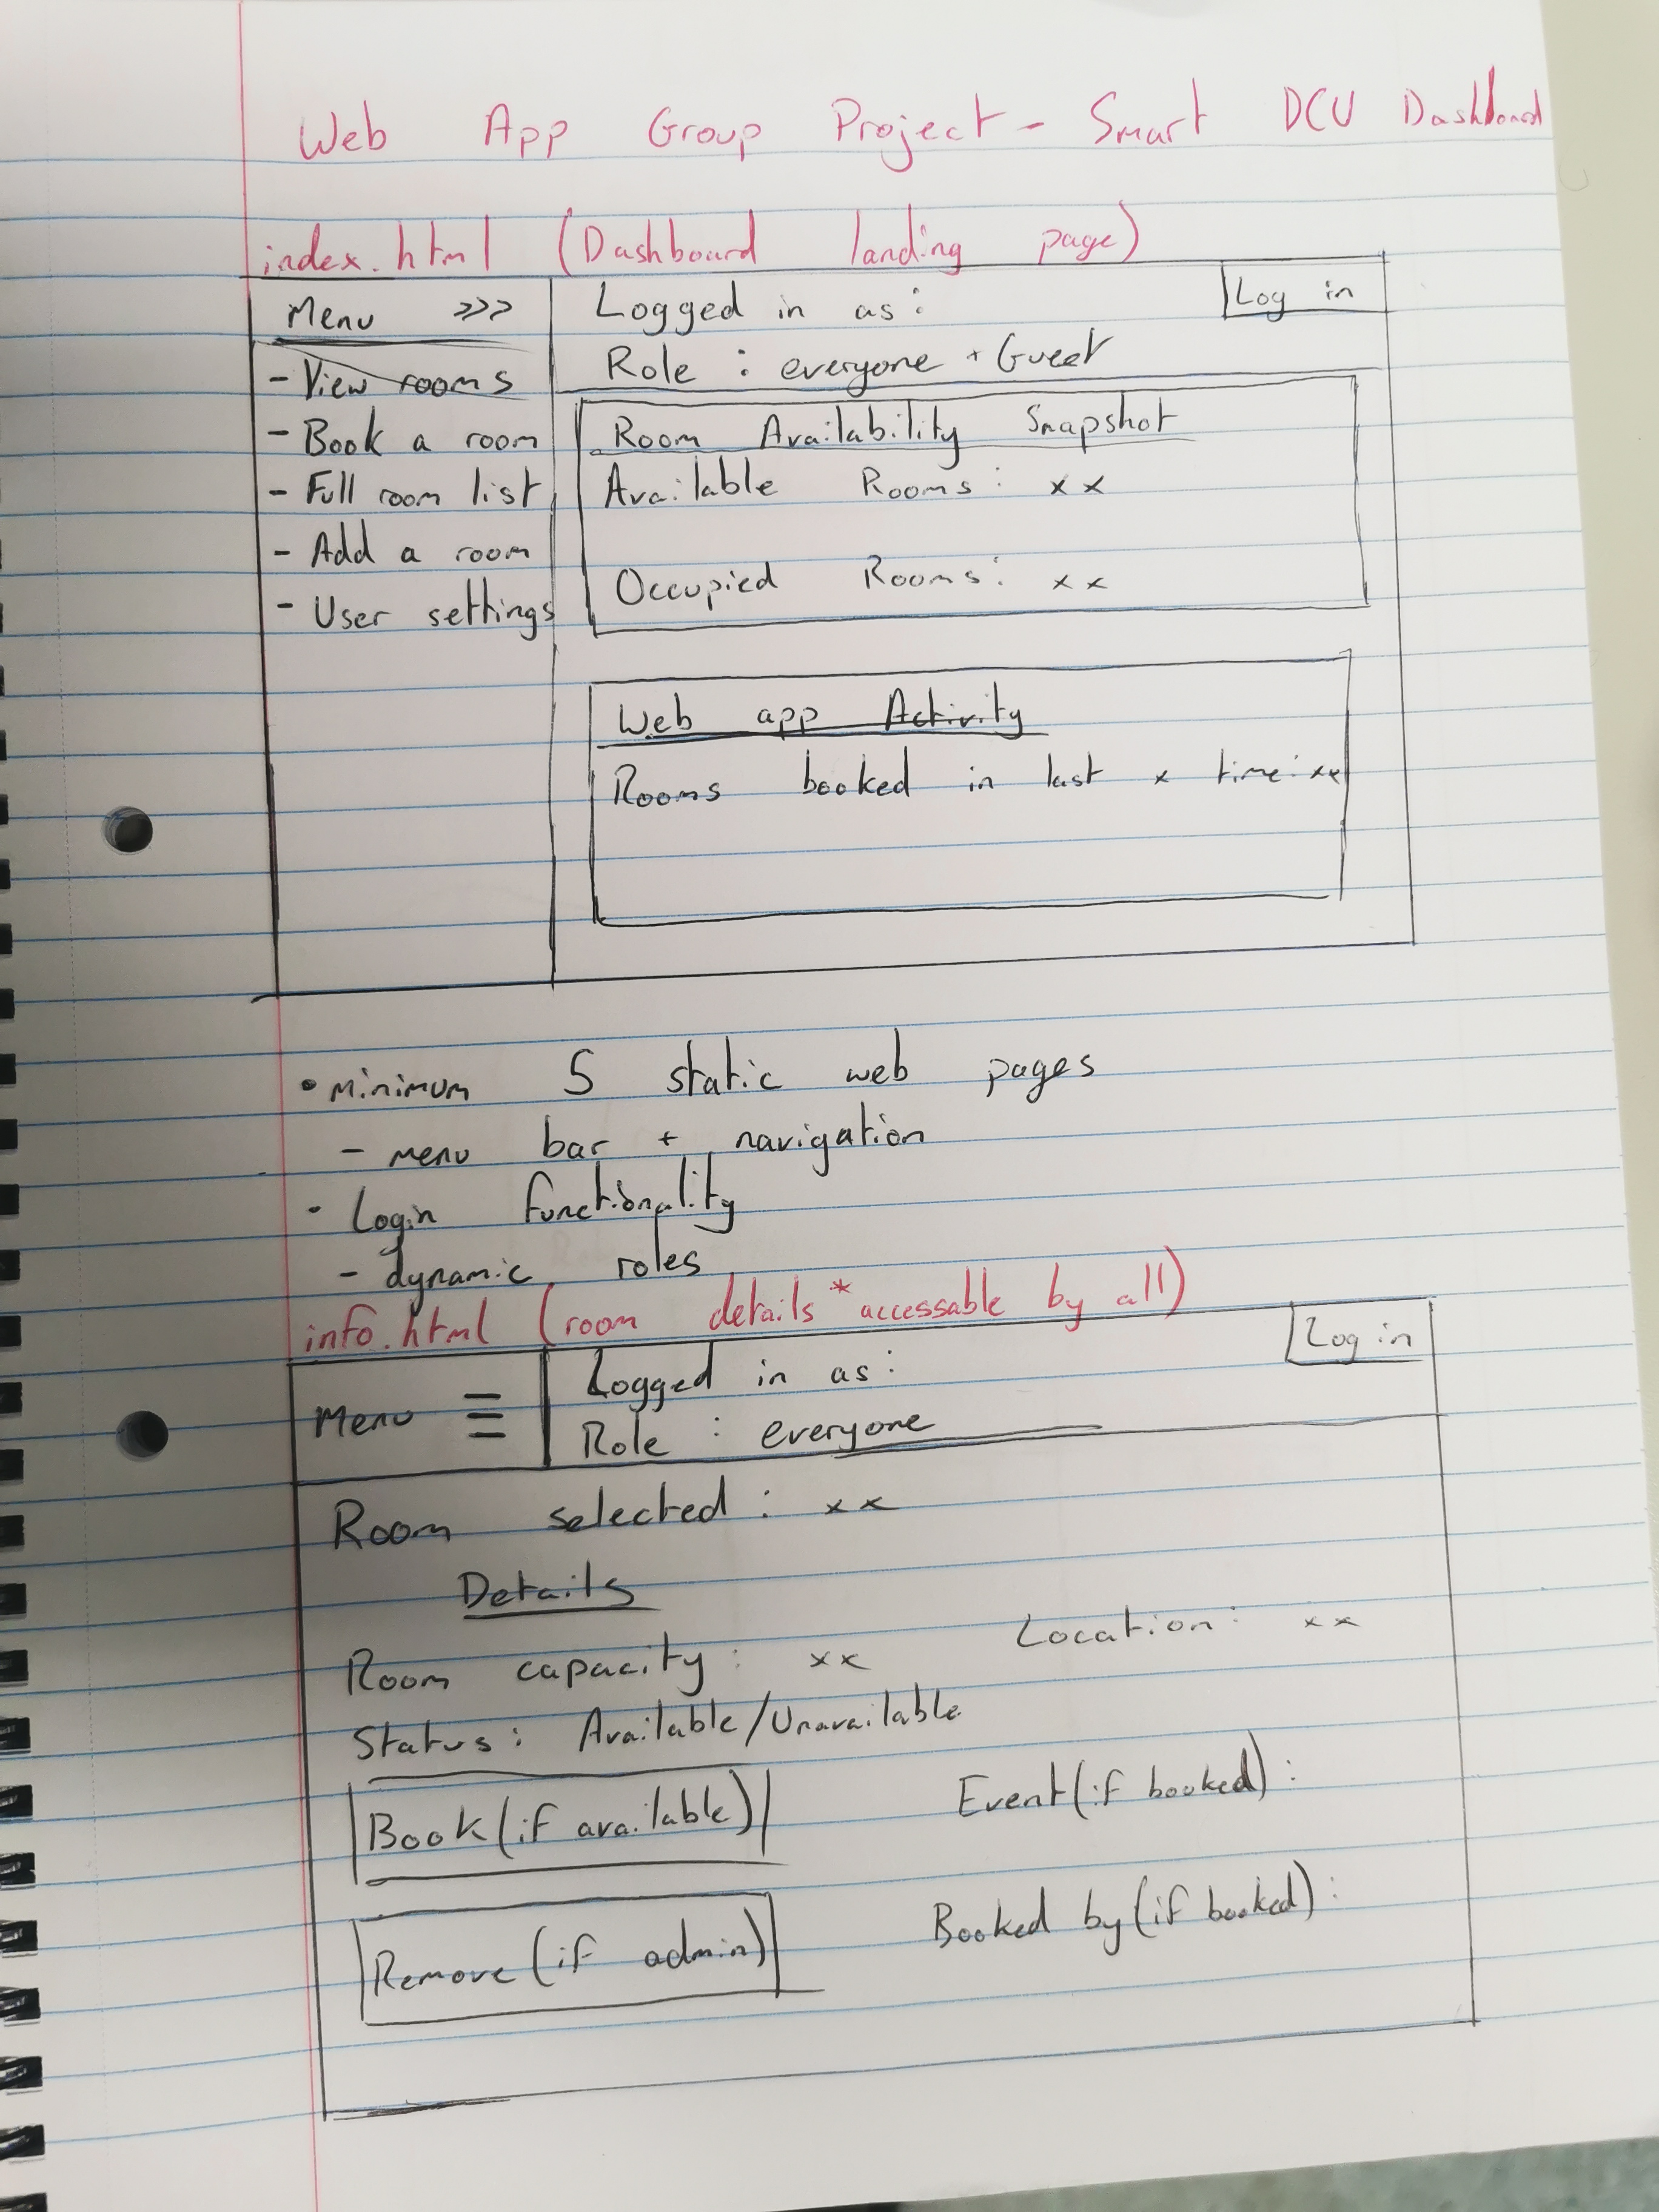 Web App Group Project - Smart DCU Dashboard
index.html (Dashboard landing page)
Menu >>>
- View rooms
- Book a room
- Full room list
- Add a room
- User settings
Logged in as:
Log in
Role : everyone + Guest
Room Availability Snapshot
Available Rooms: xx
Occupied Rooms: xx
Web app Activity
Rooms booked in last x time: xx
• Minimum 5 static web pages
- menu bar + navigation
• Login functionality
- dynamic roles
info.html (room details *accessable by all)
Menu
Logged in as:
Log in
Role : everyone
Room selected : xx
Details
Room capacity : xx Location: xx
Status: Available/Unavailable
Book (if available) Event (if booked):
Remove (if admin) Booked by (if booked):